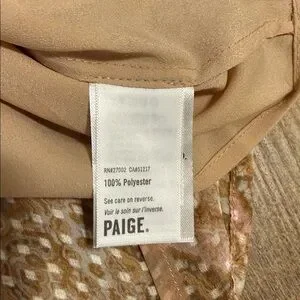 RN#27002 CA#51217
100% Polyester
See care on reverse.
Voir le soin sur l'inverse.
PAIGE.